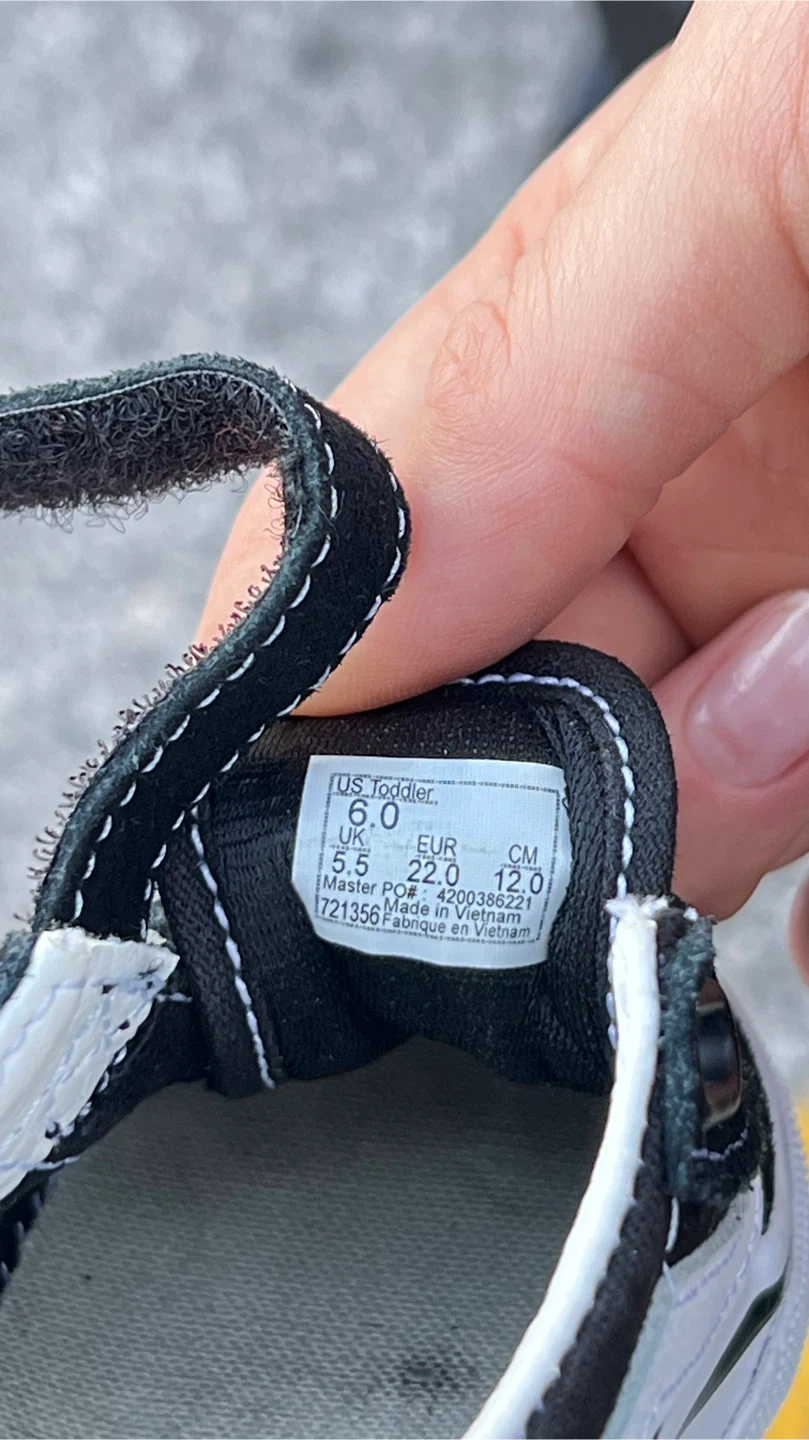 US Toddler
6.0
UK EUR CM
5.5 22.0 12.0
Master PO# : 4200386221
721356 Made in Vietnam
Fabrique en Vietnam